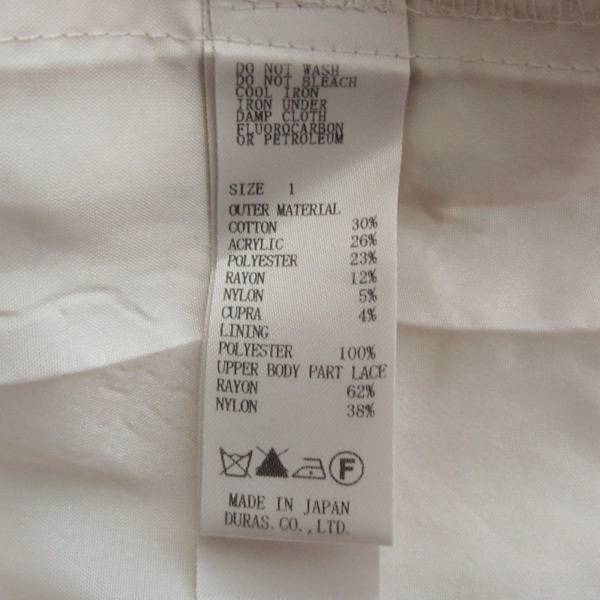 DO NOT WASH
DO NOT BLEACH
COOL IRON
IRON UNDER
DAMP CLOTH
FLUOROCARBON
OR PETROLEUM
SIZE 1
OUTER MATERIAL
COTTON 30%
ACRYLIC 26%
POLYESTER 23%
RAYON 12%
NYLON 5%
CUPRA 4%
LINING
POLYESTER 100%
UPPER BODY PART LACE
RAYON 62%
NYLON 38%
F
MADE IN JAPAN
DURAS.CO.,LTD.